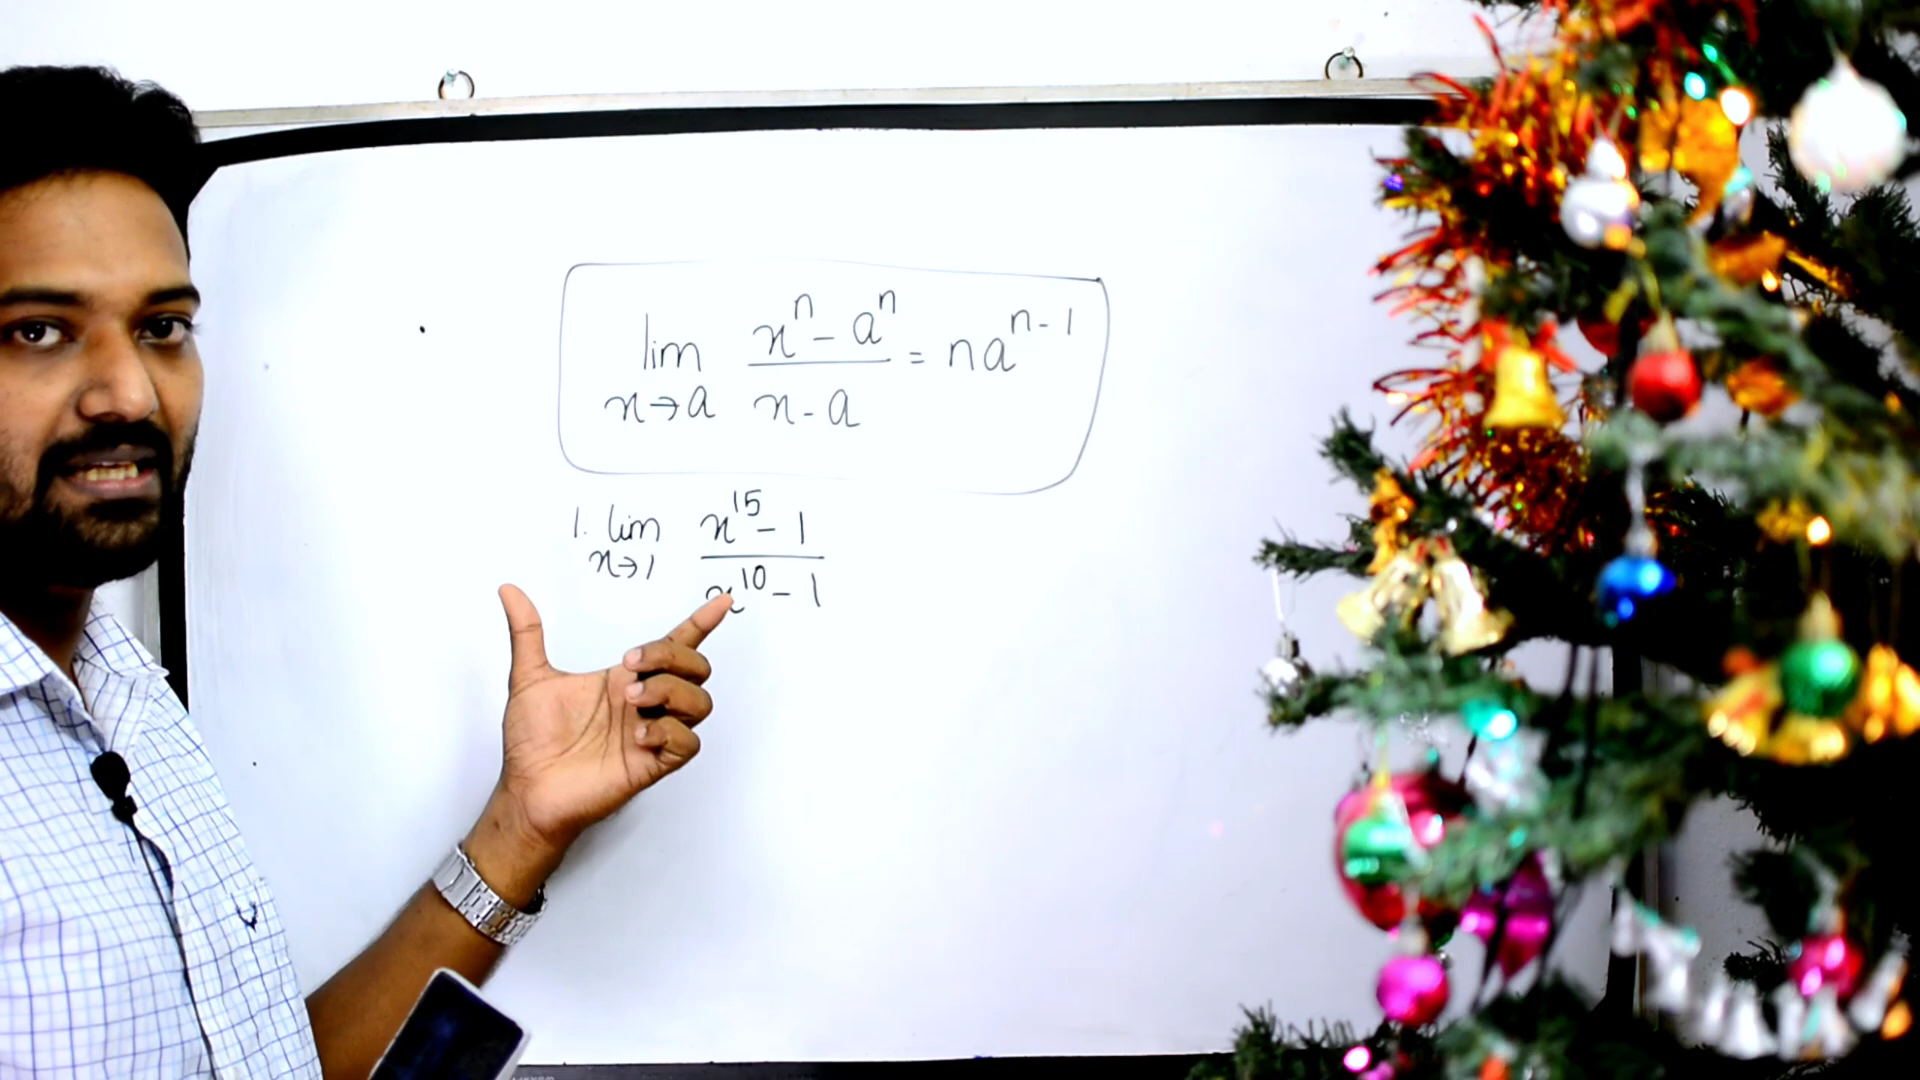 lim x^n - a^n = na^(n-1)
x→a x - a
1. lim x^15 - 1
x→1 x^10 - 1